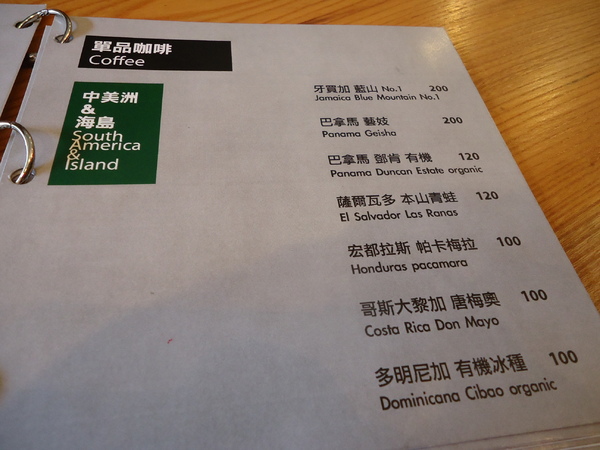 單品咖啡
Coffee
中美洲
&
海島
South
America
&
Island
牙買加 藍山 No.1 200
Jamaica Blue Mountain No.1
巴拿馬 藝妓 200
Panama Geisha
巴拿馬 鄧肯 有機 120
Panama Duncan Estate organic
薩爾瓦多 本山青蛙 120
El Salvador Las Ranas
宏都拉斯 帕卡梅拉 100
Honduras pacamara
哥斯大黎加 唐梅奧 100
Costa Rica Don Mayo
多明尼加 有機冰種 100
Dominicana Cibao organic